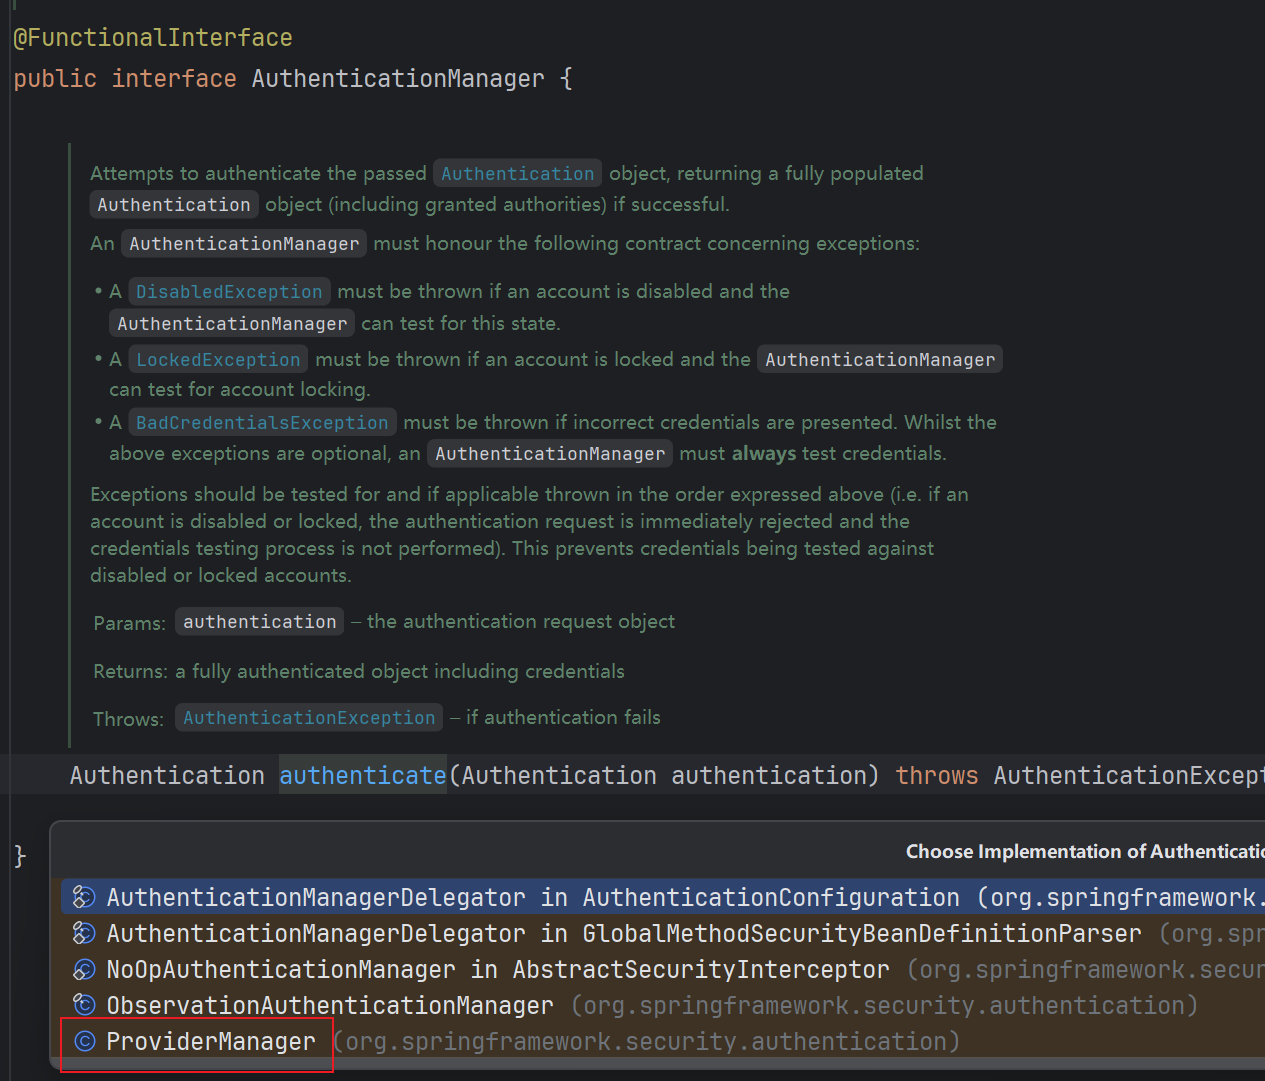 @FunctionalInterface
public interface AuthenticationManager {
Attempts to authenticate the passed Authentication object, returning a fully populated
Authentication object (including granted authorities) if successful.
An AuthenticationManager must honour the following contract concerning exceptions:
• A DisabledException must be thrown if an account is disabled and the
AuthenticationManager can test for this state.
• A LockedException must be thrown if an account is locked and the AuthenticationManager
can test for account locking.
• A BadCredentialsException must be thrown if incorrect credentials are presented. Whilst the
above exceptions are optional, an AuthenticationManager must always test credentials.
Exceptions should be tested for and if applicable thrown in the order expressed above (i.e. if an
account is disabled or locked, the authentication request is immediately rejected and the
credentials testing process is not performed). This prevents credentials being tested against
disabled or locked accounts.
Params: authentication – the authentication request object
Returns: a fully authenticated object including credentials
Throws: AuthenticationException – if authentication fails
Authentication authenticate(Authentication authentication) throws AuthenticationExcept
}
Choose Implementation of Authenticatio
AuthenticationManagerDelegator in AuthenticationConfiguration (org.springframework.
AuthenticationManagerDelegator in GlobalMethodSecurityBeanDefinitionParser (org.spr
NoOpAuthenticationManager in AbstractSecurityInterceptor (org.springframework.secur
ObservationAuthenticationManager (org.springframework.security.authentication)
ProviderManager (org.springframework.security.authentication)